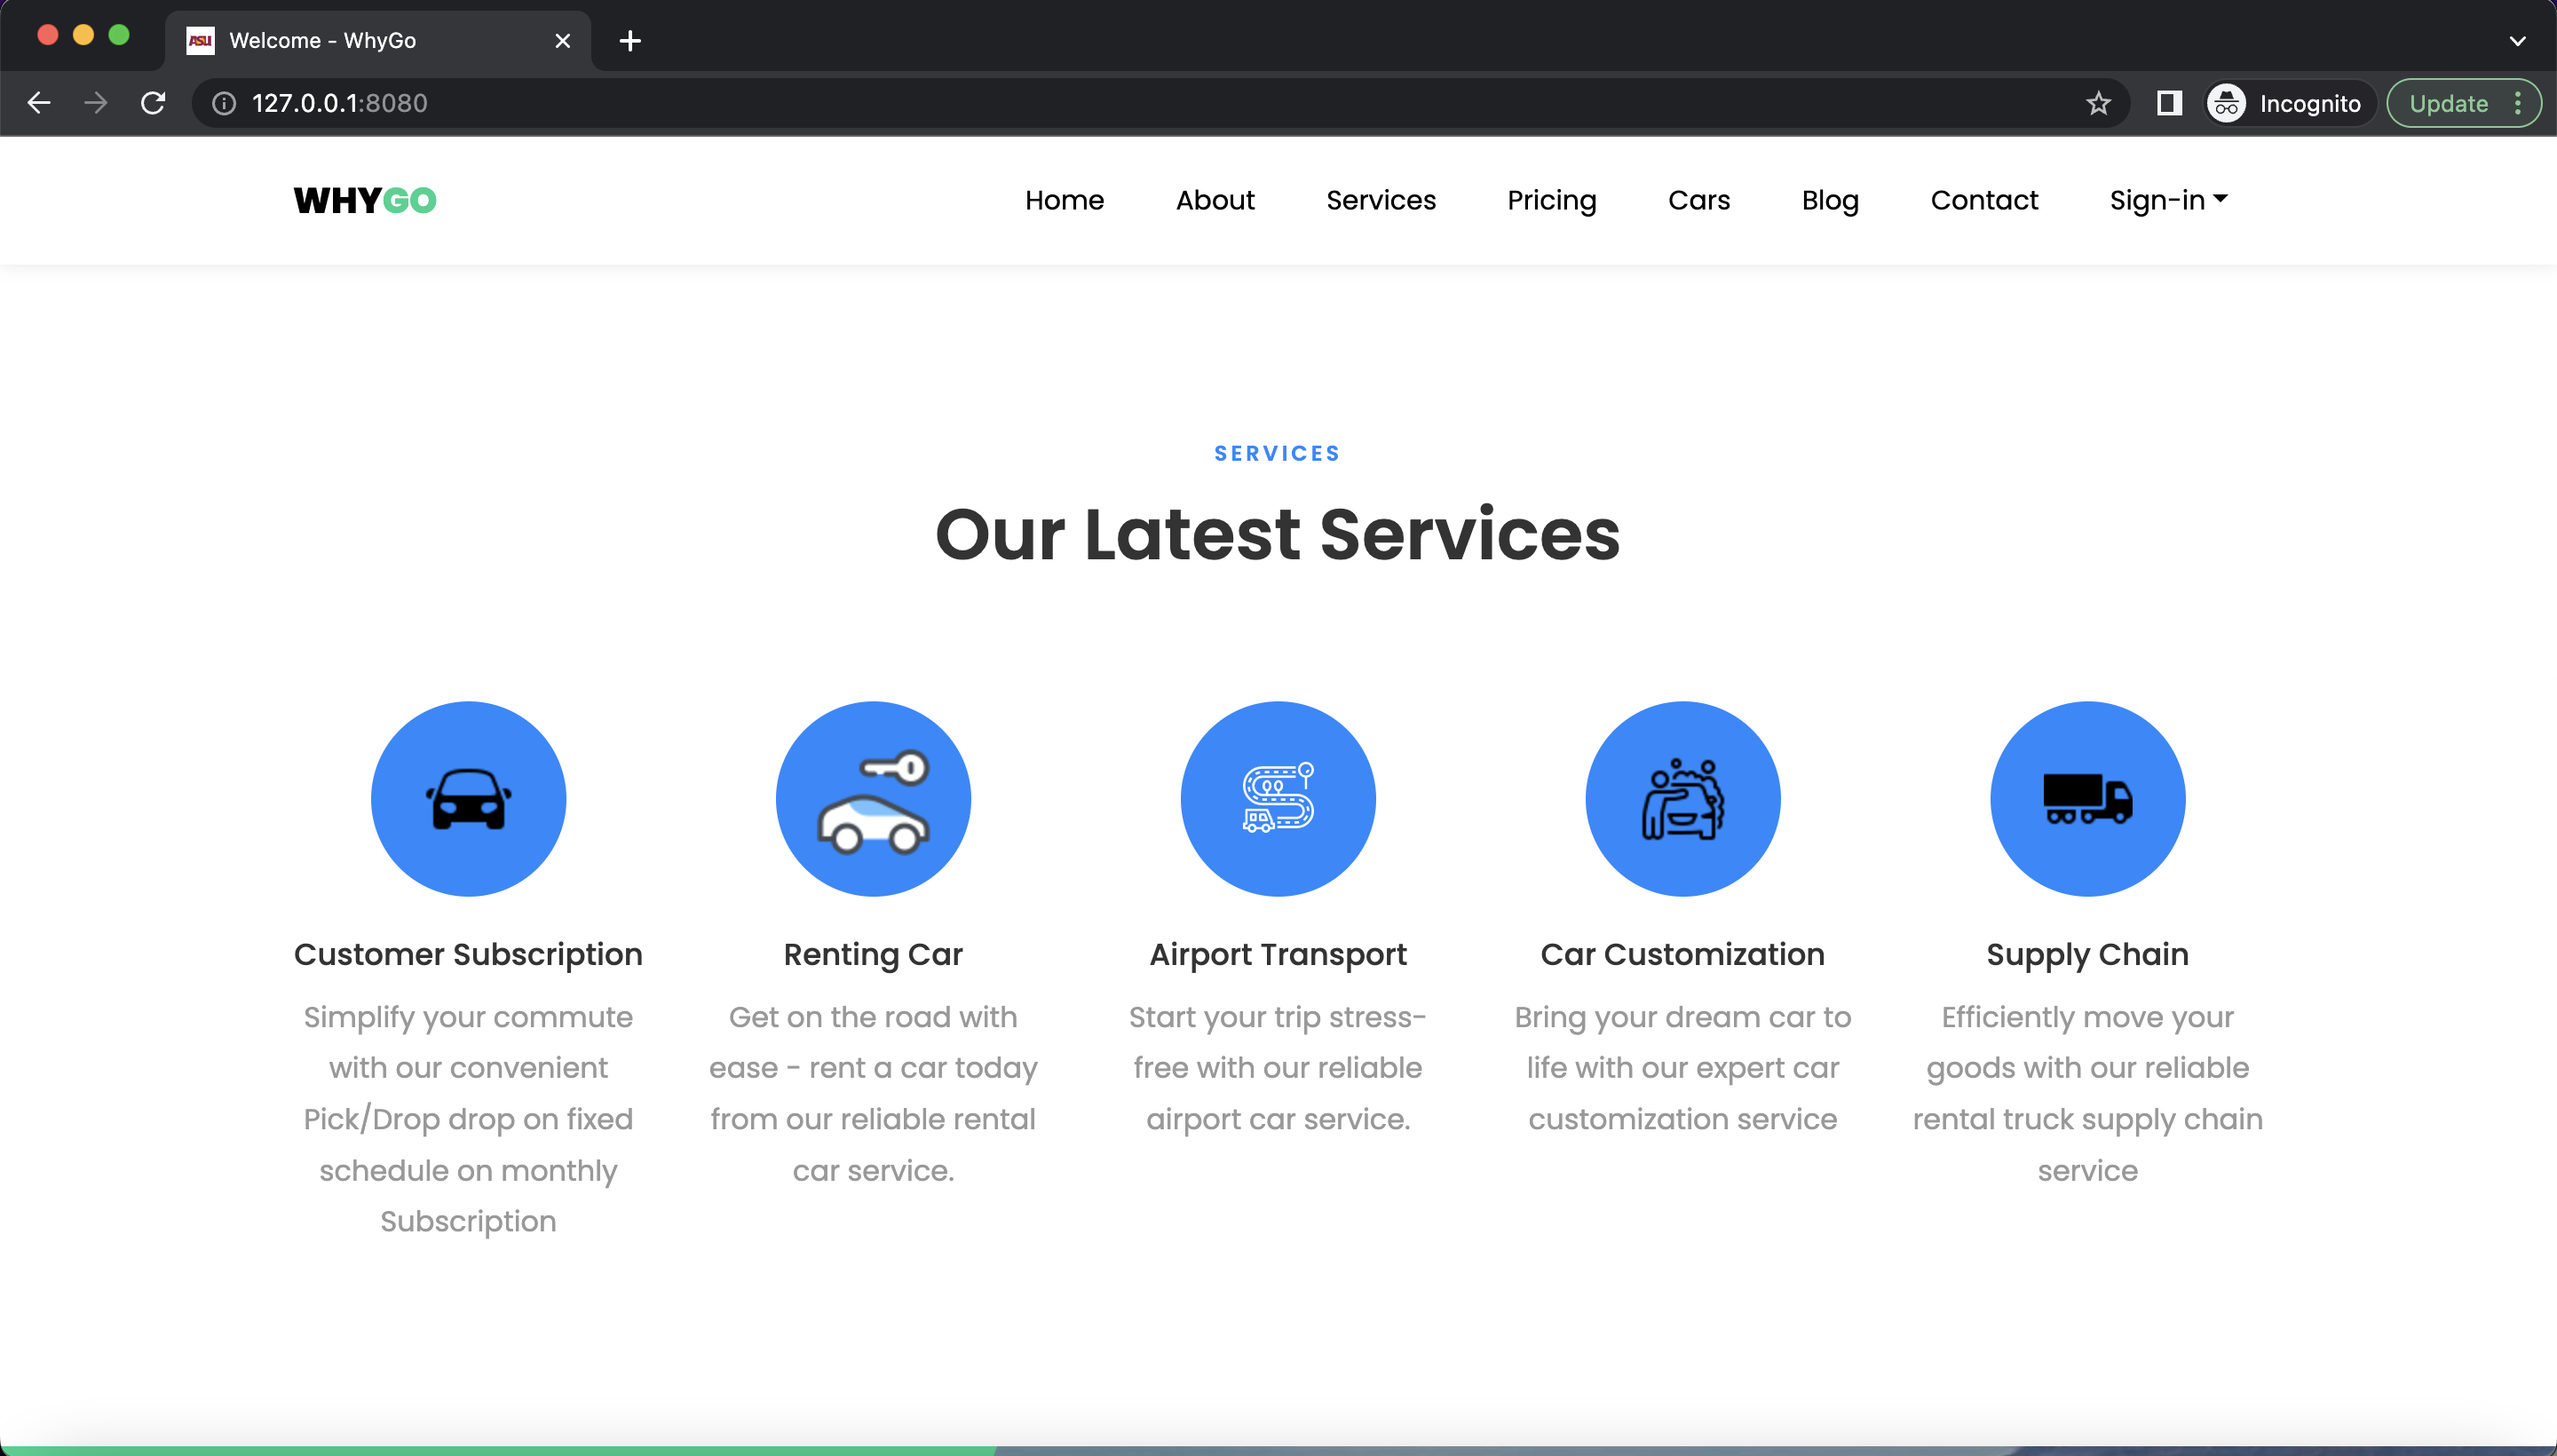 ASU Welcome - WhyGo
127.0.0.1:8080 Incognito Update
WHYGO Home About Services Pricing Cars Blog Contact Sign-in
SERVICES
Our Latest Services
Customer Subscription
Simplify your commute
with our convenient
Pick/Drop drop on fixed
schedule on monthly
Subscription
Renting Car
Get on the road with
ease - rent a car today
from our reliable rental
car service.
Airport Transport
Start your trip stress-
free with our reliable
airport car service.
Car Customization
Bring your dream car to
life with our expert car
customization service
Supply Chain
Efficiently move your
goods with our reliable
rental truck supply chain
service